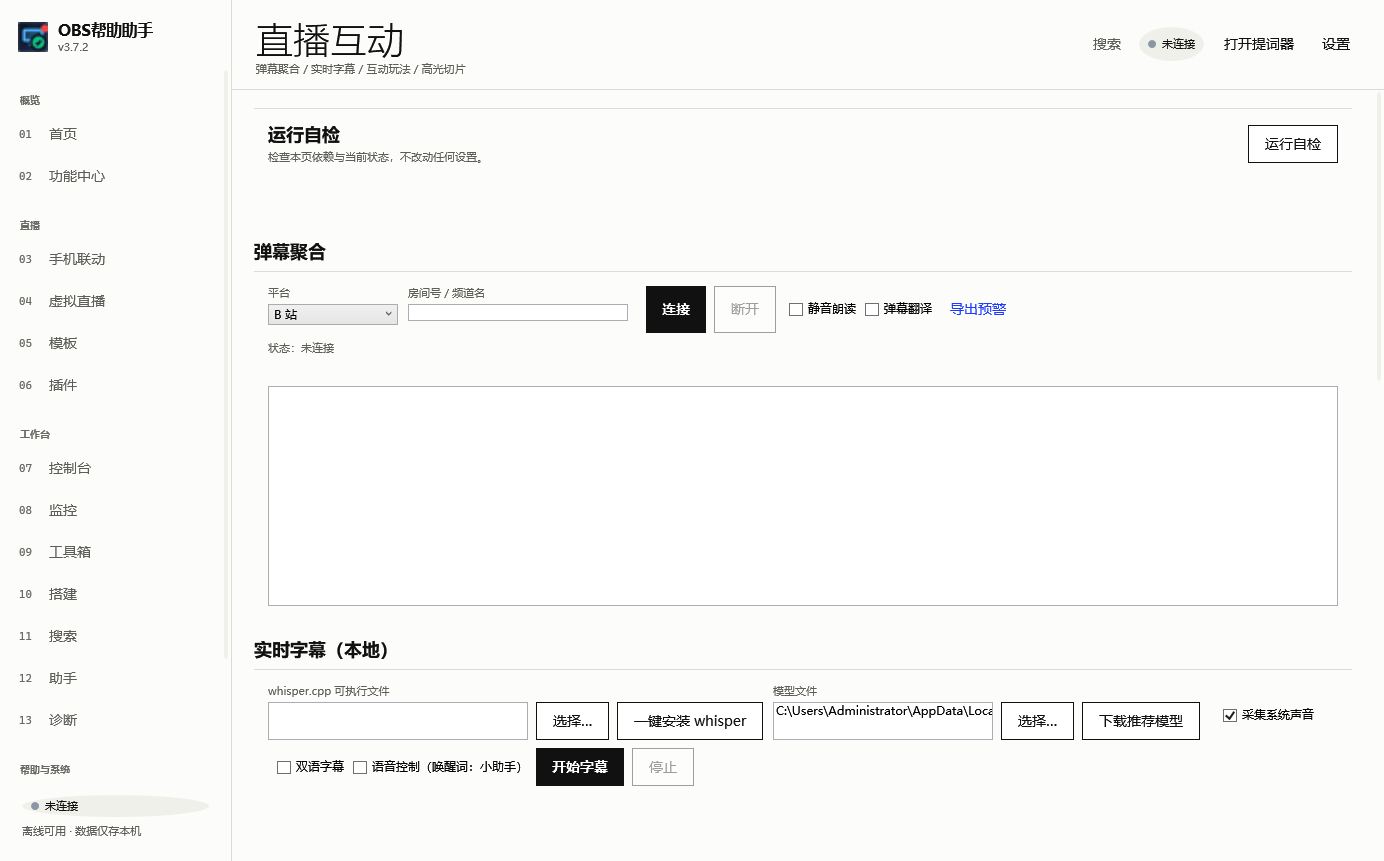 OBS帮助助手
v3.7.2
概览
01 首页
02 功能中心
直播
03 手机联动
04 虚拟直播
05 模板
06 插件
工作台
07 控制台
08 监控
09 工具箱
10 搭建
11 搜索
12 助手
13 诊断
帮助与系统
未连接
离线可用 · 数据仅存本机
直播互动
弹幕聚合 / 实时字幕 / 互动玩法 / 高光切片
搜索
未连接
打开提词器
设置
运行自检
检查本页依赖与当前状态，不改动任何设置。
运行自检
弹幕聚合
平台
房间号 / 频道名
B 站
连接
断开
静音朗读
弹幕翻译
导出预警
状态：未连接
实时字幕（本地）
whisper.cpp 可执行文件
模型文件
选择...
一键安装 whisper
C:\Users\Administrator\AppData\Loca
选择...
下载推荐模型
采集系统声音
双语字幕
语音控制（唤醒词：小助手）
开始字幕
停止